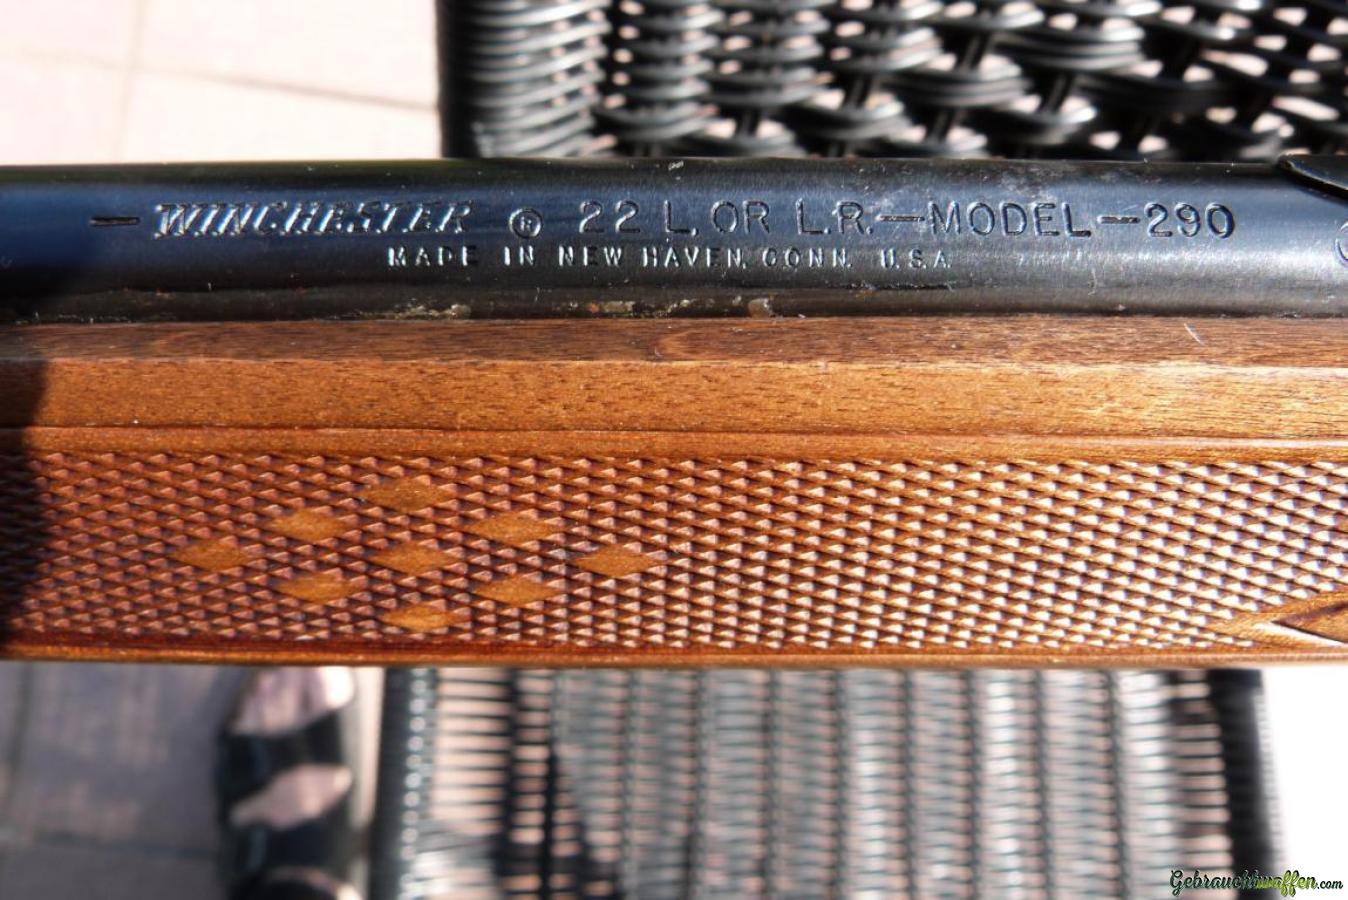 —WINCHESTER ® 22 L. OR L.R.—MODEL—290
MADE IN NEW HAVEN, CONN. U.S.A.
Gebrauchtwaffen.com